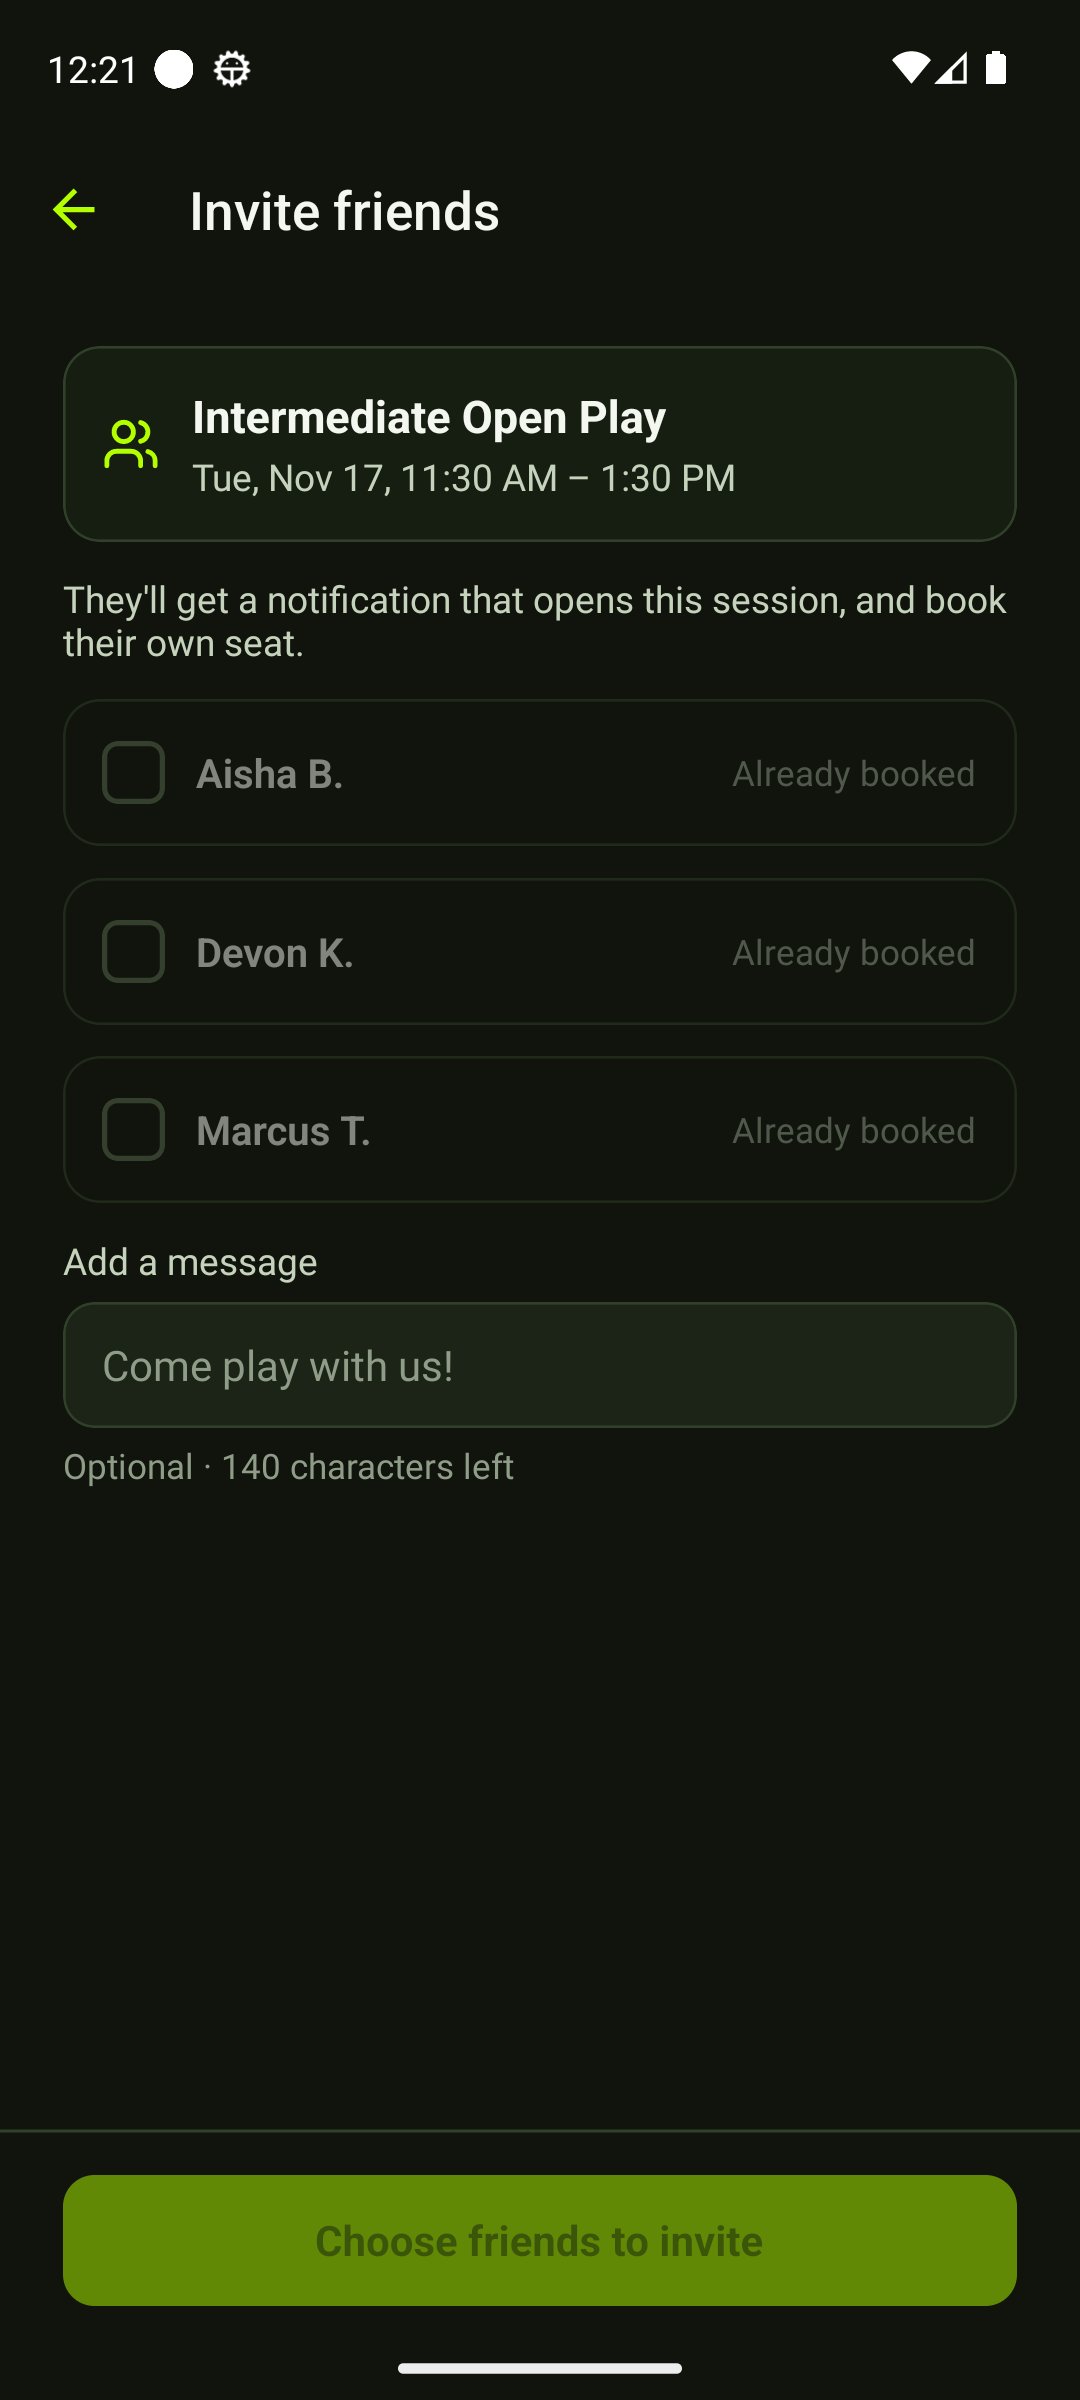 12:21
Invite friends
Intermediate Open Play
Tue, Nov 17, 11:30 AM – 1:30 PM
They'll get a notification that opens this session, and book
their own seat.
Aisha B.
Already booked
Devon K.
Already booked
Marcus T.
Already booked
Add a message
Come play with us!
Optional · 140 characters left
Choose friends to invite